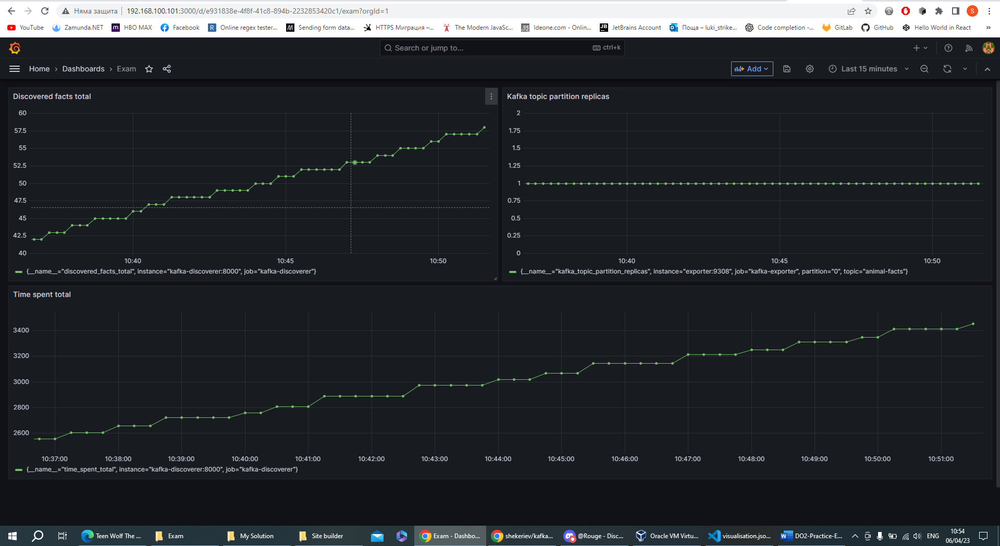 Няма защита
192.168.100.101:3000/d/e931838e-4f8f-41c8-894b-2232853420c1/exam?orgId=1
S
YouTube
Zamunda.NET
HBO MAX
Facebook
Online regex tester...
Sending form data...
HTTPS Миграция –...
The Modern JavaSc...
Ideone.com - Onlin...
JetBrains Account
Поща – luki_strike...
Code completion -...
GitLab
GitHub
Hello World in React
»
Search or jump to...
ctrl+k
Home › Dashboards › Exam
Add
Last 15 minutes
Discovered facts total
60
57.5
55
52.5
50
47.5
45
42.5
40
10:40
10:45
10:50
{__name__="discovered_facts_total", instance="kafka-discoverer:8000", job="kafka-discoverer"}
Kafka topic partition replicas
2
1.75
1.5
1.25
1
0.75
0.5
0.25
0
10:40
10:45
10:50
{__name__="kafka_topic_partition_replicas", instance="exporter:9308", job="kafka-exporter", partition="0", topic="animal-facts"}
Time spent total
3400
3200
3000
2800
2600
10:37:00
10:38:00
10:39:00
10:40:00
10:41:00
10:42:00
10:43:00
10:44:00
10:45:00
10:46:00
10:47:00
10:48:00
10:49:00
10:50:00
10:51:00
{__name__="time_spent_total", instance="kafka-discoverer:8000", job="kafka-discoverer"}
Teen Wolf The ...
Exam
My Solution
Site builder
Exam - Dashbo...
shekeriev/kafka...
@Rouge - Disc...
Oracle VM Virtu...
visualisation.jso...
DO2-Practice-E...
ENG
10:54
06/04/23